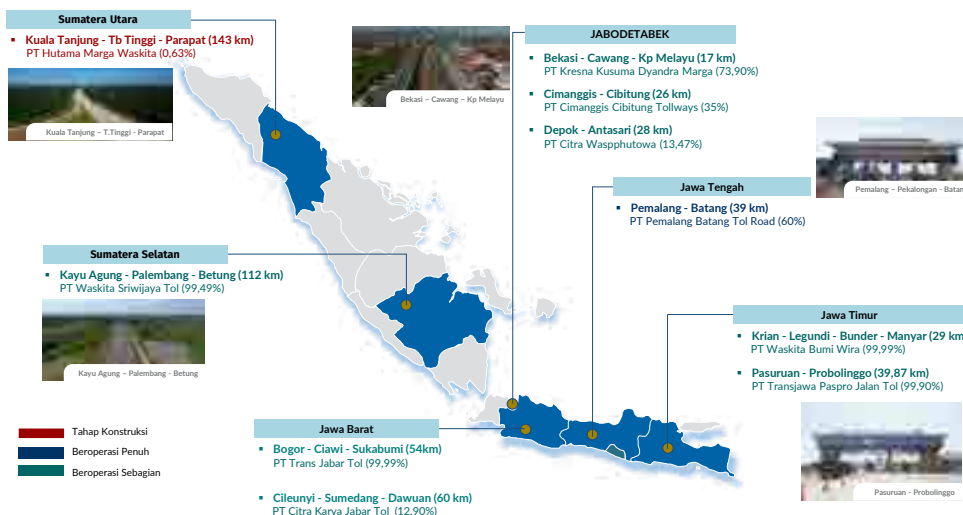 Sumatera Utara
Kuala Tanjung - Tb Tinggi - Parapat (143 km)
PT Hutama Marga Waskita (0,63%)
Kuala Tanjung – T.Tinggi - Parapat
Bekasi – Cawang – Kp Melayu
JABODETABEK
Bekasi - Cawang - Kp Melayu (17 km)
PT Kresna Kusuma Dyandra Marga (73,90%)
Cimanggis - Cibitung (26 km)
PT Cimanggis Cibitung Tollways (35%)
Depok - Antasari (28 km)
PT Citra Waspphutowa (13,47%)
Pemalang – Pekalongan - Batan
Jawa Tengah
Pemalang - Batang (39 km)
PT Pemalang Batang Tol Road (60%)
Sumatera Selatan
Kayu Agung - Palembang - Betung (112 km)
PT Waskita Sriwijaya Tol (99,49%)
Kayu Agung – Palembang - Betung
Jawa Timur
Krian - Legundi - Bunder - Manyar (29 km
PT Waskita Bumi Wira (99,99%)
Pasuruan - Probolinggo (39,87 km)
PT Transjawa Paspro Jalan Tol (99,90%)
Pasuruan - Probolinggo
Jawa Barat
Bogor - Ciawi - Sukabumi (54km)
PT Trans Jabar Tol (99,99%)
Cileunyi - Sumedang - Dawuan (60 km)
PT Citra Karya Jabar Tol (12,90%)
Tahap Konstruksi
Beroperasi Penuh
Beroperasi Sebagian